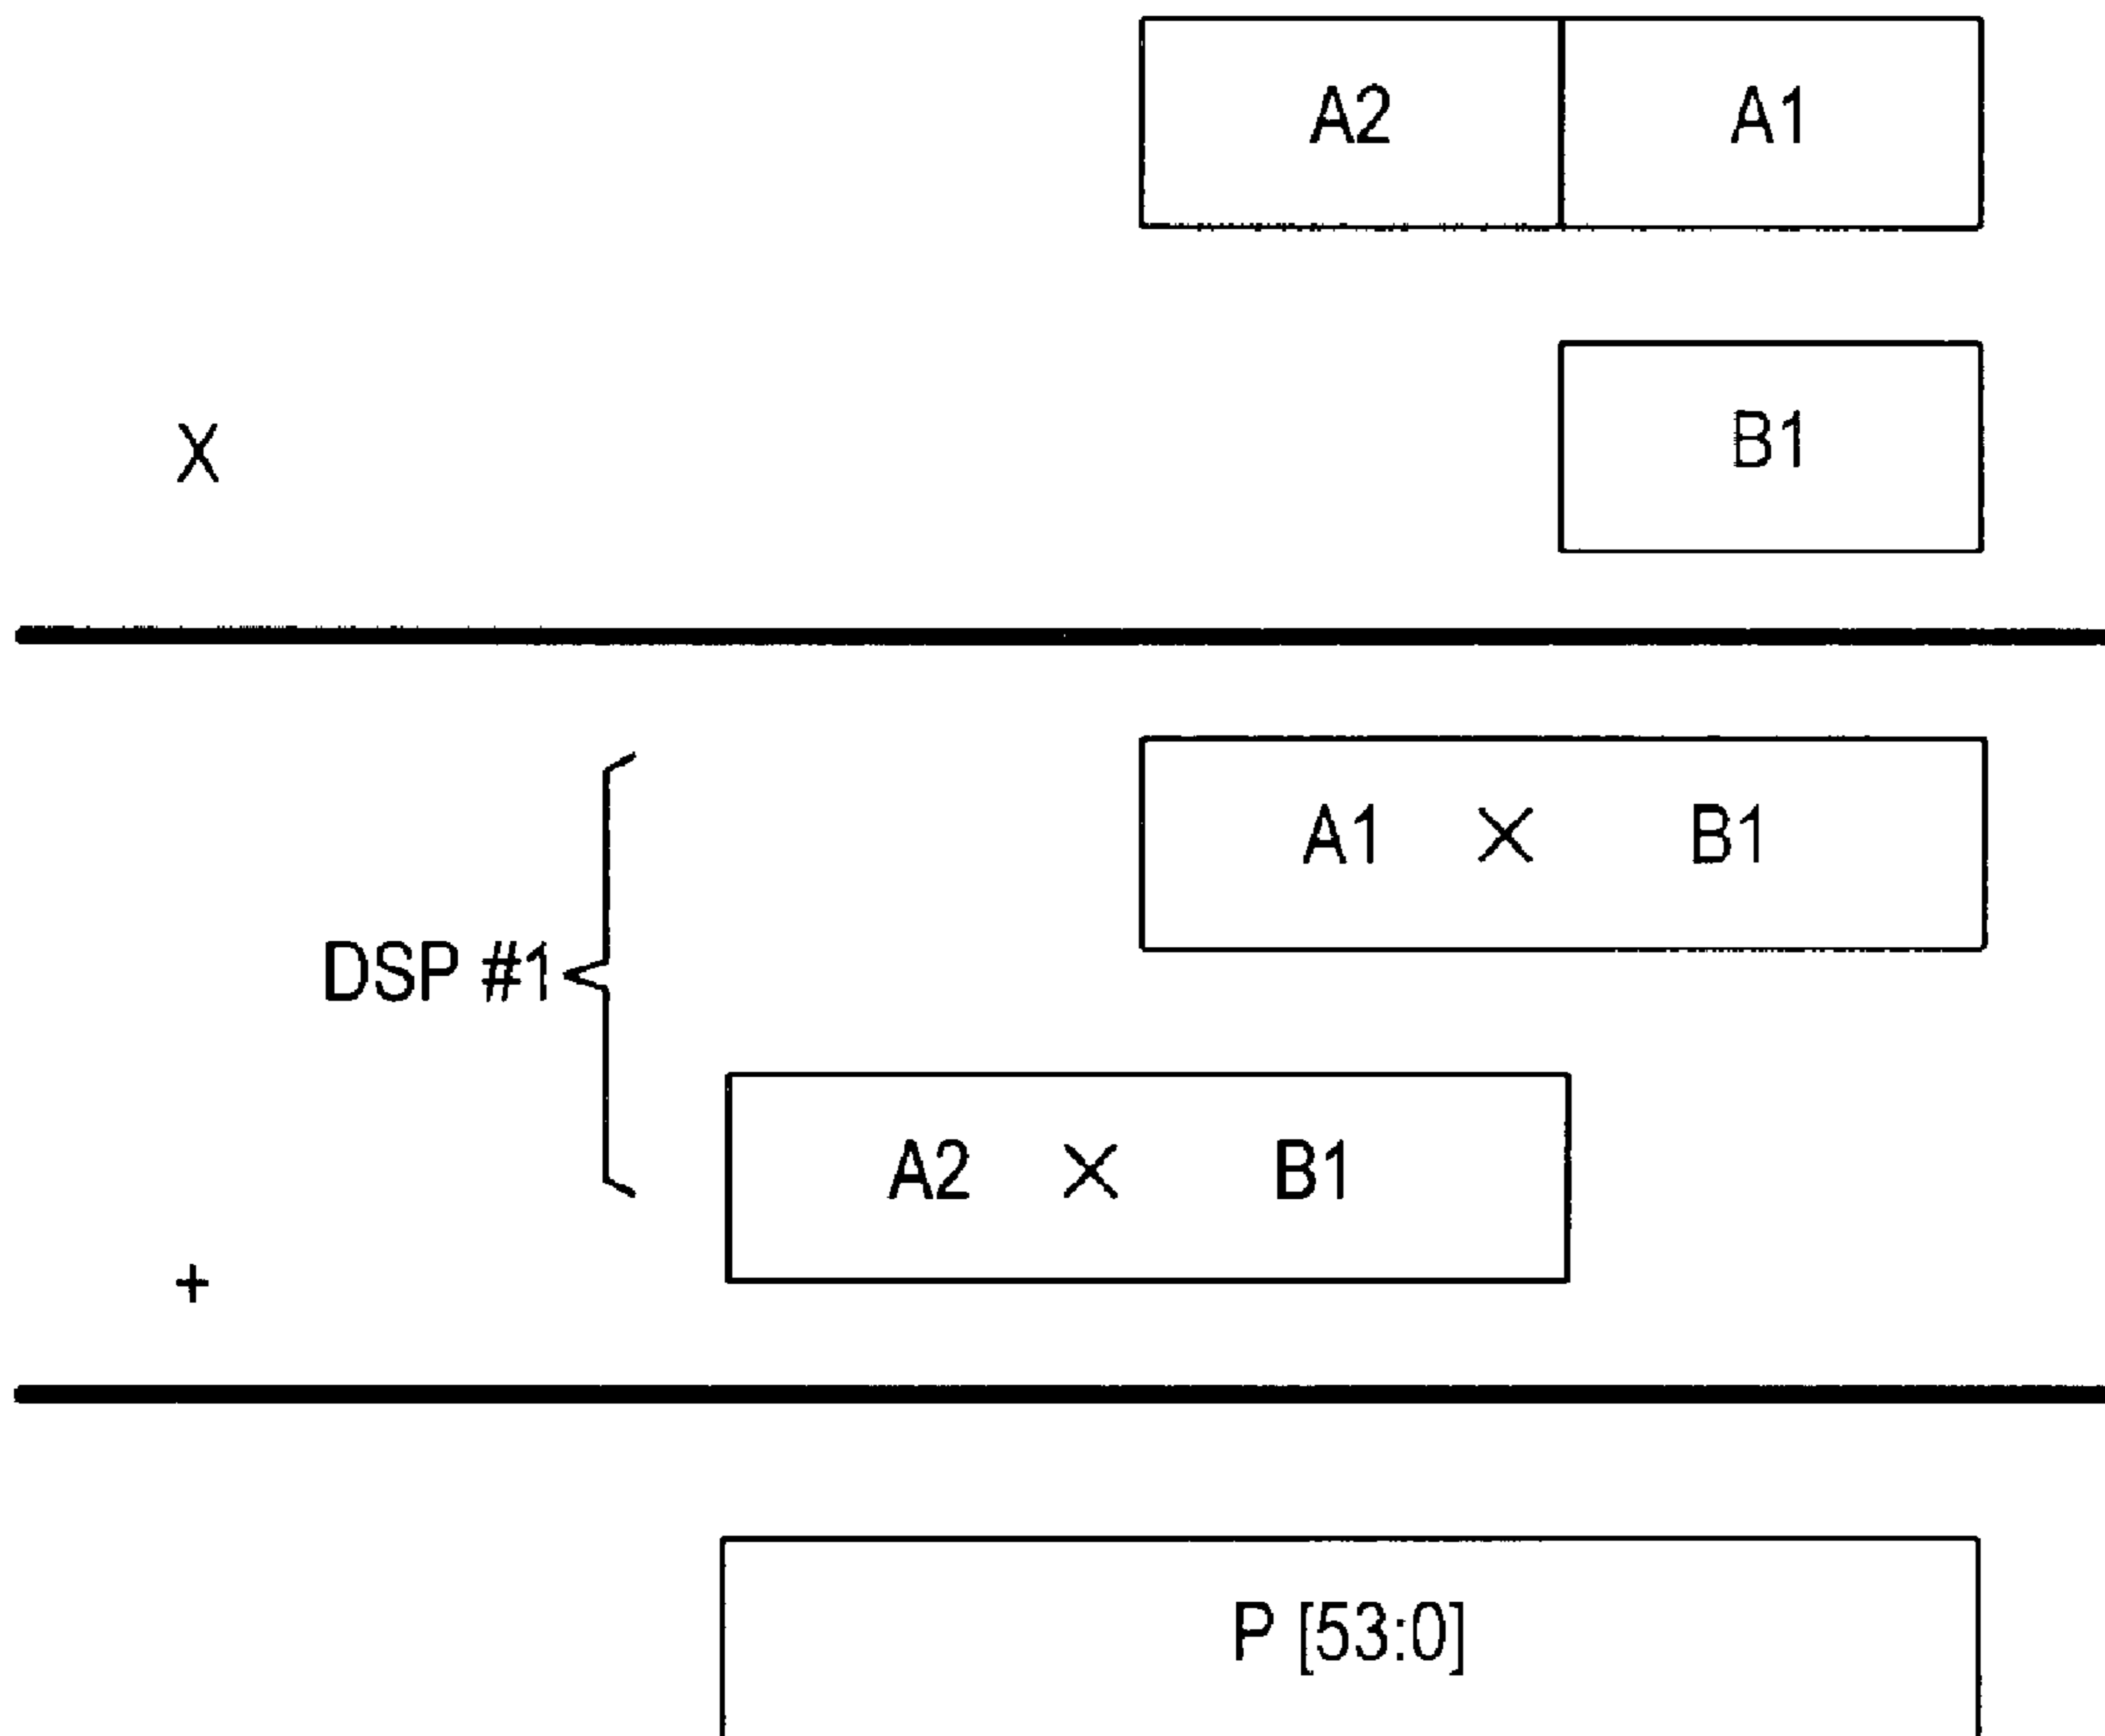 A2 A1
X B1
A1 × B1
DSP #1
A2 × B1
+
P [53:0]